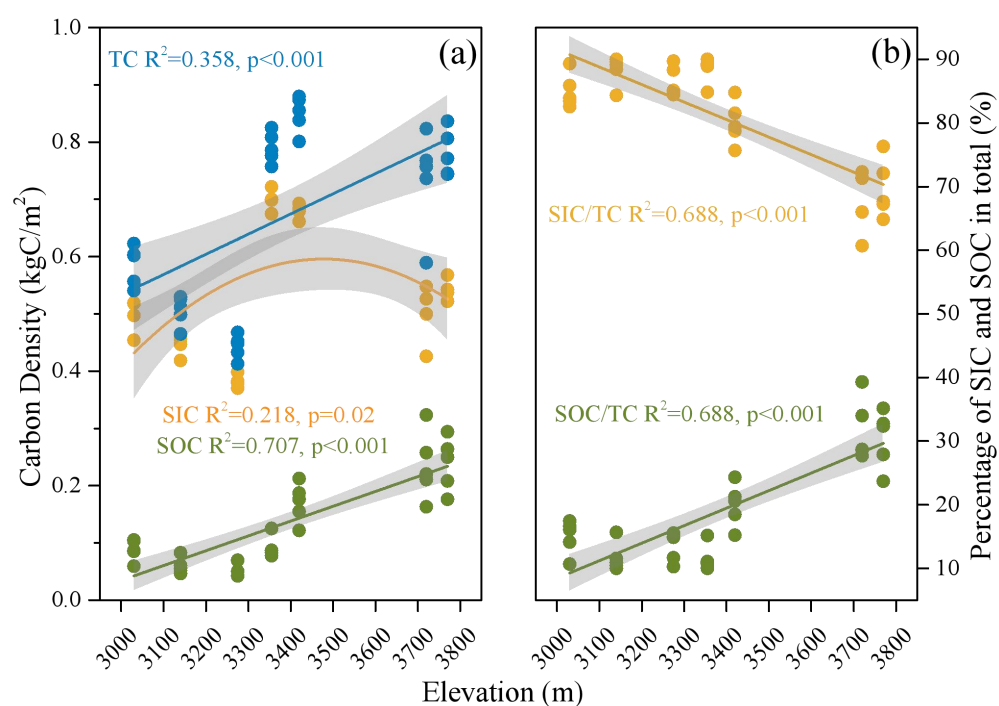 (a)
TC R²=0.358, p<0.001
SIC R²=0.218, p=0.02
SOC R²=0.707, p<0.001
Carbon Density (kgC/m²)
1.0
0.8
0.6
0.4
0.2
0.0
3000 3100 3200 3300 3400 3500 3600 3700 3800
(b)
SIC/TC R²=0.688, p<0.001
SOC/TC R²=0.688, p<0.001
90
80
70
60
50
40
30
20
10
Percentage of SIC and SOC in total (%)
3000 3100 3200 3300 3400 3500 3600 3700 3800
Elevation (m)